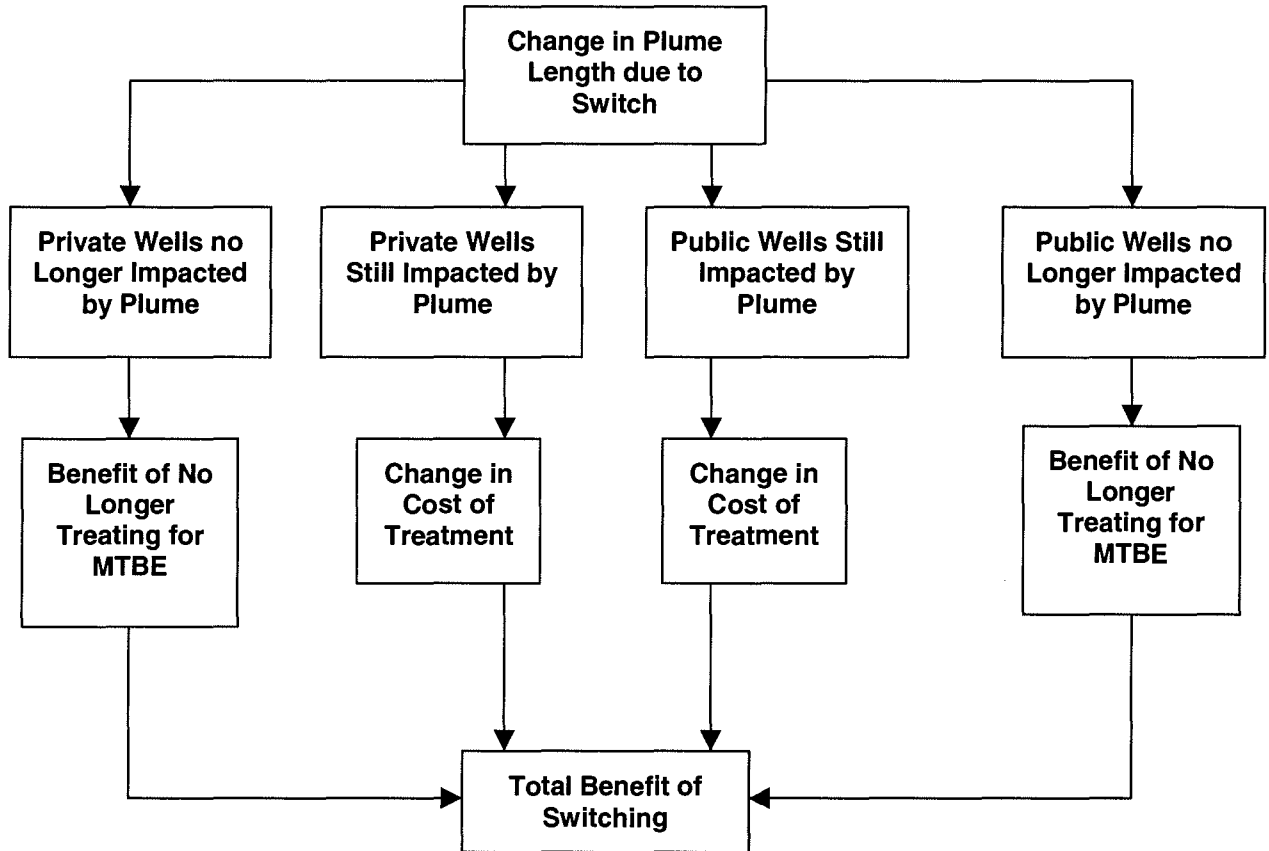 Change in Plume
Length due to
Switch
Private Wells no
Longer Impacted
by Plume
Private Wells
Still Impacted by
Plume
Public Wells Still
Impacted by
Plume
Public Wells no
Longer Impacted
by Plume
Benefit of No
Longer
Treating for
MTBE
Change in
Cost of
Treatment
Change in
Cost of
Treatment
Benefit of No
Longer
Treating for
MTBE
Total Benefit of
Switching